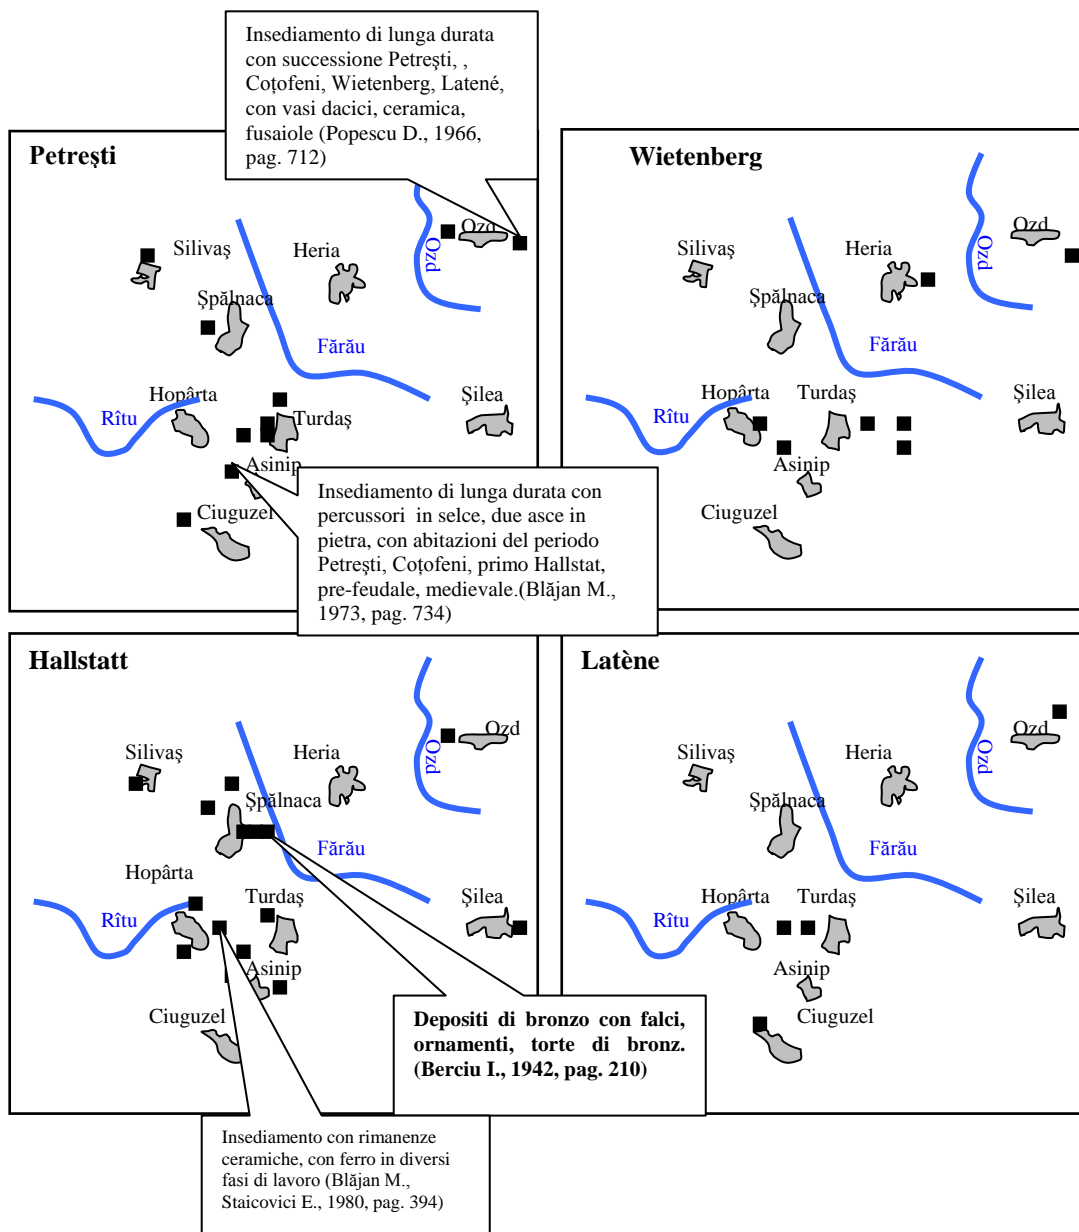 Insediamento di lunga durata
con successione Petreşti, ,
Coţofeni, Wietenberg, Latené,
con vasi dacici, ceramica,
fusaiole (Popescu D., 1966,
pag. 712)
Petreşti
Silivaş
Heria
Ozd
Ozd
Şpălnaca
Fărău
Hopârta
Rîtu
Turdaş
Şilea
Asinip
Ciuguzel
Insediamento di lunga durata con
percussori in selce, due asce in
pietra, con abitazioni del periodo
Petreşti, Coţofeni, primo Hallstat,
pre-feudale, medievale.(Blăjan M.,
1973, pag. 734)
Wietenberg
Silivaş
Heria
Ozd
Ozd
Şpălnaca
Fărău
Hopârta
Turdaş
Şilea
Rîtu
Asinip
Ciuguzel
Hallstatt
Silivaş
Heria
Ozd
Ozd
Şpălnaca
Fărău
Hopârta
Turdaş
Şilea
Rîtu
Asinip
Ciuguzel
Depositi di bronzo con falci,
ornamenti, torte di bronz.
(Berciu I., 1942, pag. 210)
Insediamento con rimanenze
ceramiche, con ferro in diversi
fasi di lavoro (Blăjan M.,
Staicovici E., 1980, pag. 394)
Latène
Silivaş
Heria
Ozd
Ozd
Şpălnaca
Fărău
Hopârta
Turdaş
Şilea
Rîtu
Asinip
Ciuguzel